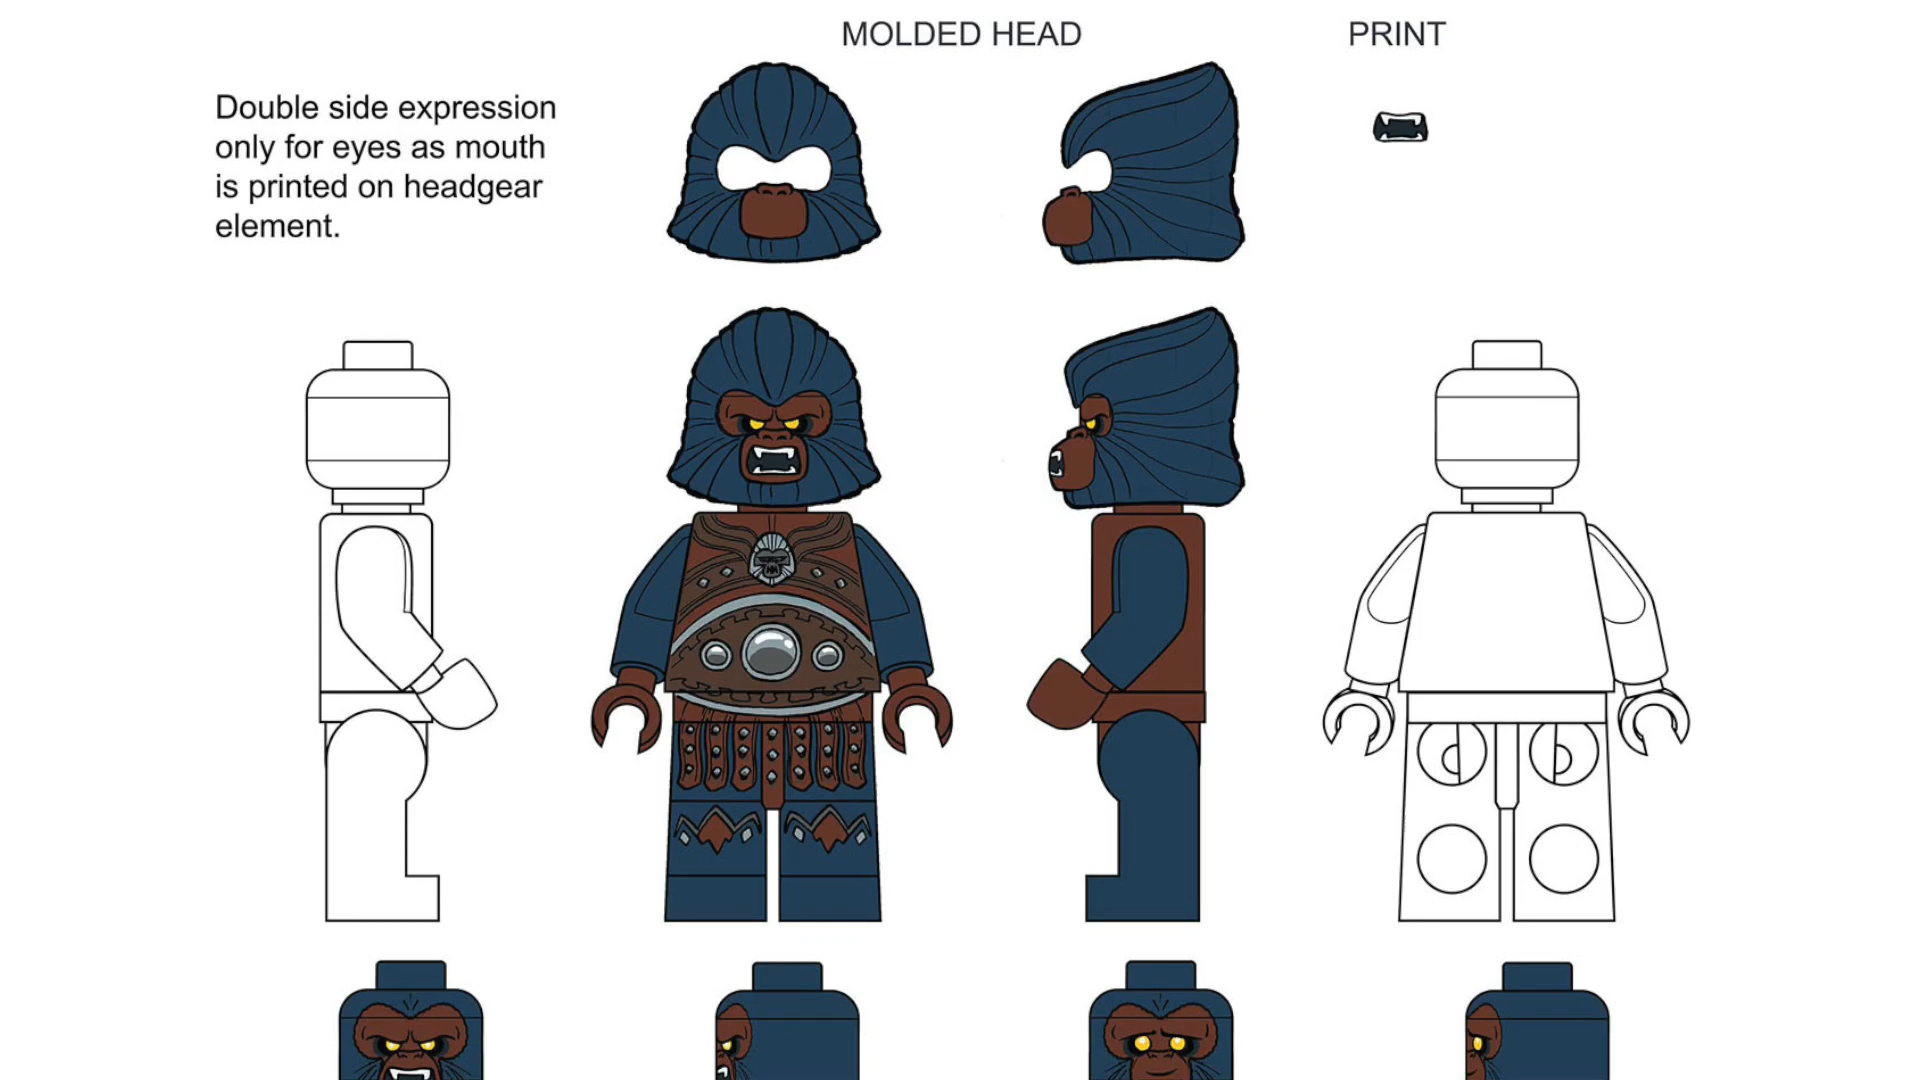 MOLDED HEAD
PRINT
Double side expression
only for eyes as mouth
is printed on headgear
element.